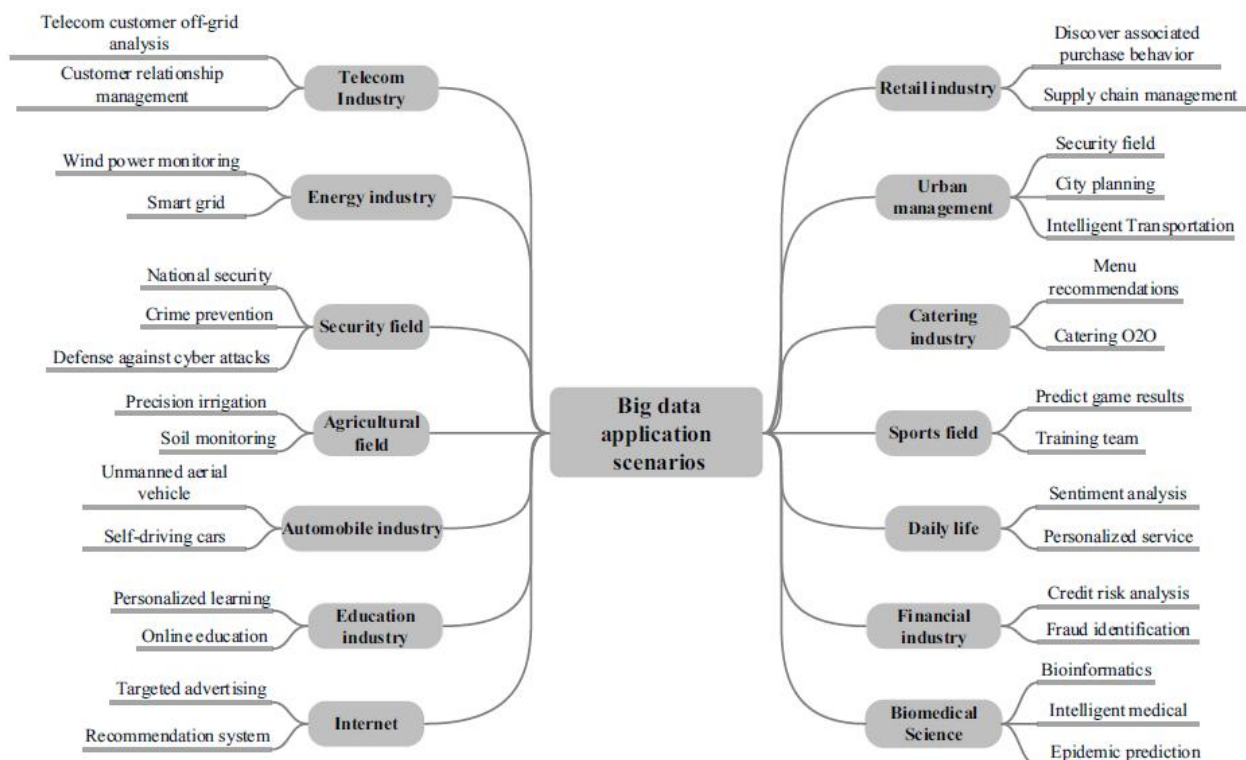 Telecom customer off-grid
analysis
Customer relationship
management
Telecom
Industry
Wind power monitoring
Smart grid
Energy industry
National security
Crime prevention
Defense against cyber attacks
Security field
Precision irrigation
Soil monitoring
Agricultural
field
Unmanned aerial
vehicle
Self-driving cars
Automobile industry
Personalized learning
Online education
Education
industry
Targeted advertising
Recommendation system
Internet
Big data
application
scenarios
Retail industry
Discover associated
purchase behavior
Supply chain management
Urban
management
Security field
City planning
Intelligent Transportation
Catering
industry
Menu
recommendations
Catering O2O
Sports field
Predict game results
Training team
Daily life
Sentiment analysis
Personalized service
Financial
industry
Credit risk analysis
Fraud identification
Biomedical
Science
Bioinformatics
Intelligent medical
Epidemic prediction